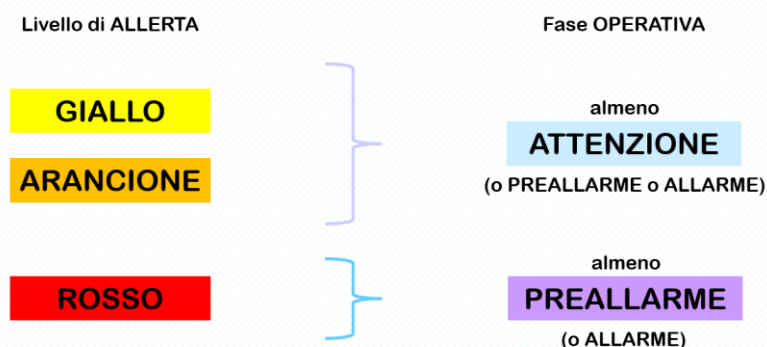 Livello di ALLERTA
Fase OPERATIVA
GIALLO
ARANCIONE
almeno
ATTENZIONE
(o PREALLARME o ALLARME)
ROSSO
almeno
PREALLARME
(o ALLARME)